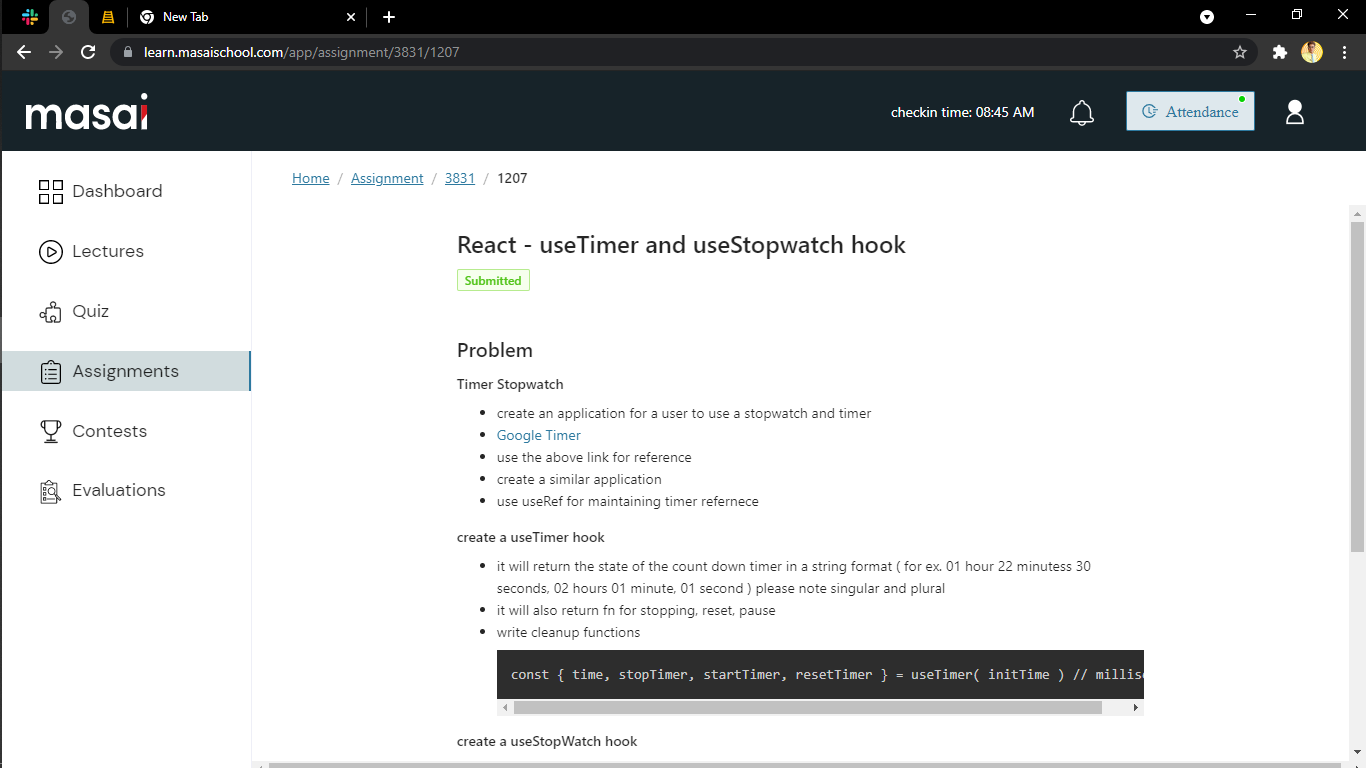 New Tab
learn.masaischool.com/app/assignment/3831/1207
masai
checkin time: 08:45 AM
Attendance
Dashboard
Lectures
Quiz
Assignments
Contests
Evaluations
Home / Assignment / 3831 / 1207
React - useTimer and useStopwatch hook
Submitted
Problem
Timer Stopwatch
create an application for a user to use a stopwatch and timer
Google Timer
use the above link for reference
create a similar application
use useRef for maintaining timer refernece
create a useTimer hook
it will return the state of the count down timer in a string format ( for ex. 01 hour 22 minutess 30
seconds, 02 hours 01 minute, 01 second ) please note singular and plural
it will also return fn for stopping, reset, pause
write cleanup functions
const { time, stopTimer, startTimer, resetTimer } = useTimer( initTime ) // millise
create a useStopWatch hook